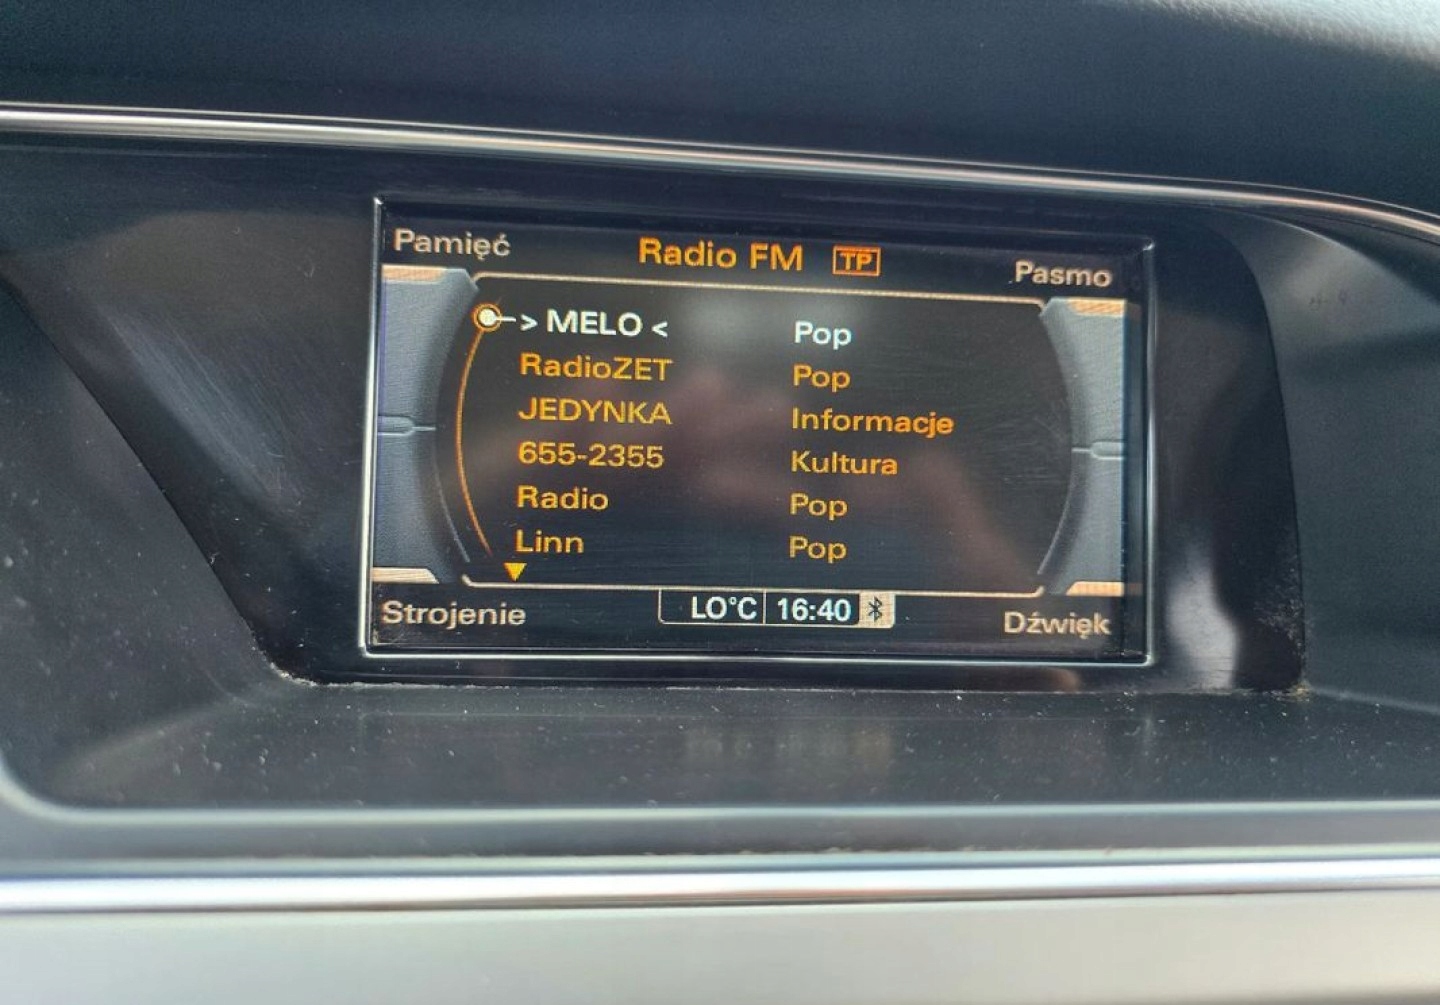 Pamięć Radio FM TP Pasmo
> MELO < Pop
RadioZET Pop
JEDYNKA Informacje
655-2355 Kultura
Radio Pop
Linn Pop
Strojenie LO°C 16:40 Dźwięk